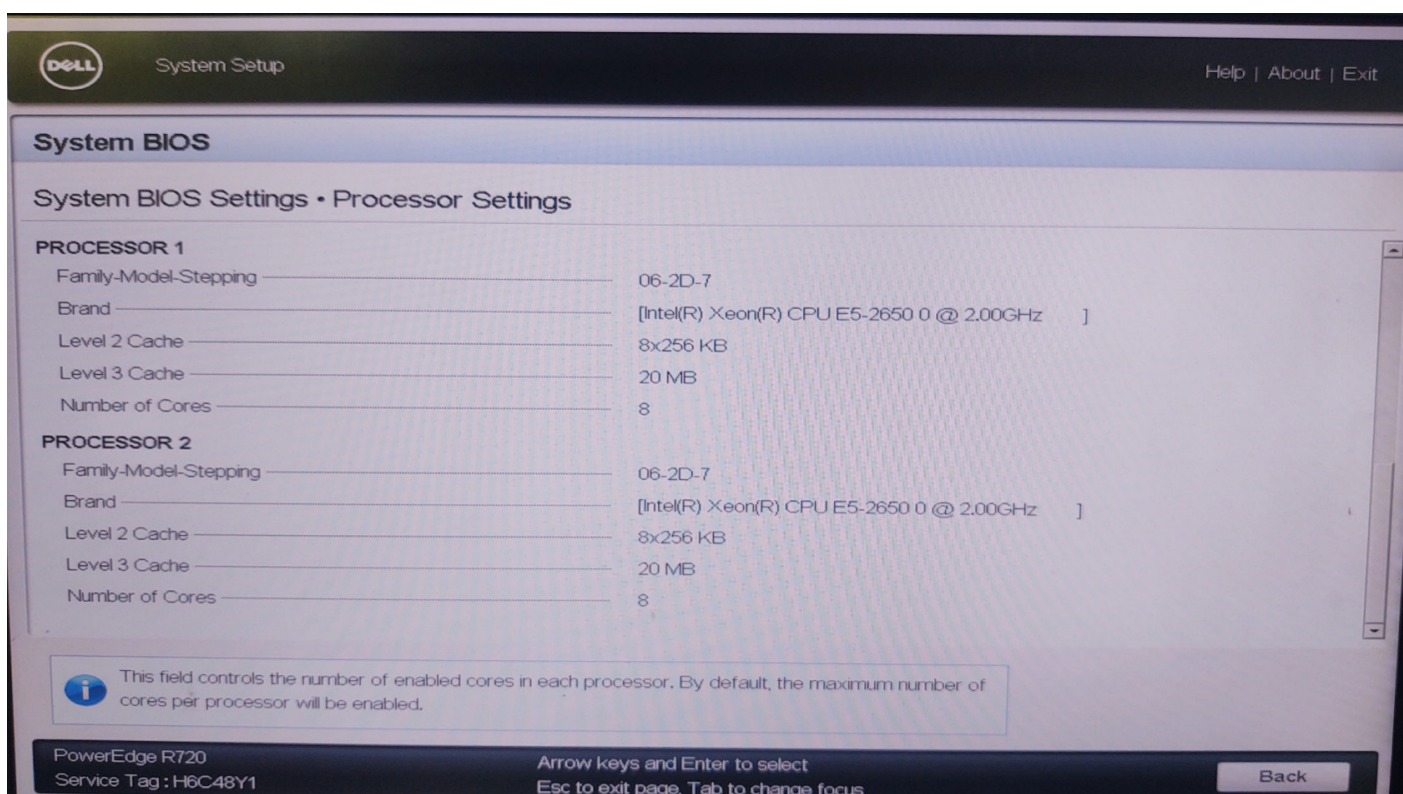 DELL
System Setup
Help | About | Exit
System BIOS
System BIOS Settings • Processor Settings
PROCESSOR 1
Family-Model-Stepping 06-2D-7
Brand [Intel(R) Xeon(R) CPU E5-2650 0 @ 2.00GHz ]
Level 2 Cache 8x256 KB
Level 3 Cache 20 MB
Number of Cores 8
PROCESSOR 2
Family-Model-Stepping 06-2D-7
Brand [Intel(R) Xeon(R) CPU E5-2650 0 @ 2.00GHz ]
Level 2 Cache 8x256 KB
Level 3 Cache 20 MB
Number of Cores 8
This field controls the number of enabled cores in each processor. By default, the maximum number of
cores per processor will be enabled.
PowerEdge R720
Service Tag : H6C48Y1
Arrow keys and Enter to select
Esc to exit page, Tab to change focus
Back